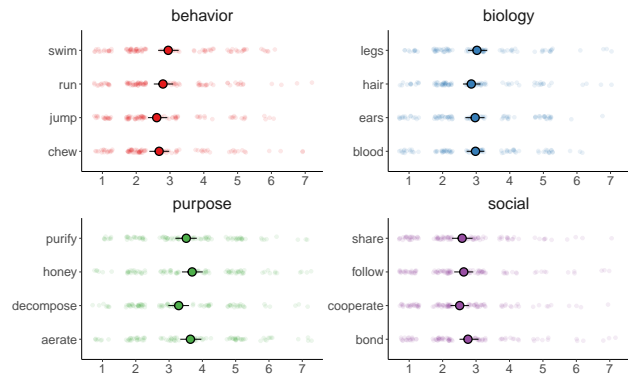 behavior
swim
run
jump
chew
1 2 3 4 5 6 7
biology
legs
hair
ears
blood
1 2 3 4 5 6 7
purpose
purify
honey
decompose
aerate
1 2 3 4 5 6 7
social
share
follow
cooperate
bond
1 2 3 4 5 6 7